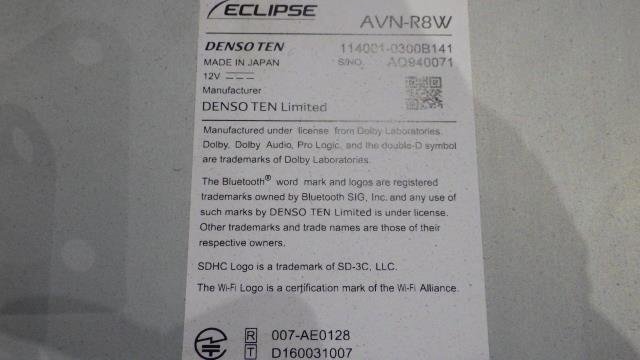 ECLIPSE AVN-R8W
DENSO TEN 114001-0300B141
MADE IN JAPAN S/NO. AO940071
12V
Manufacturer
DENSO TEN Limited
Manufactured under license from Dolby Laboratories.
Dolby, Dolby Audio, Pro Logic, and the double-D symbol
are trademarks of Dolby Laboratories.
The Bluetooth® word mark and logos are registered
trademarks owned by Bluetooth SIG, Inc. and any use of
such marks by DENSO TEN Limited is under license.
Other trademarks and trade names are those of their
respective owners.
SDHC Logo is a trademark of SD-3C, LLC.
The Wi-Fi Logo is a certification mark of the Wi-Fi Alliance.
R 007-AE0128
T D160031007